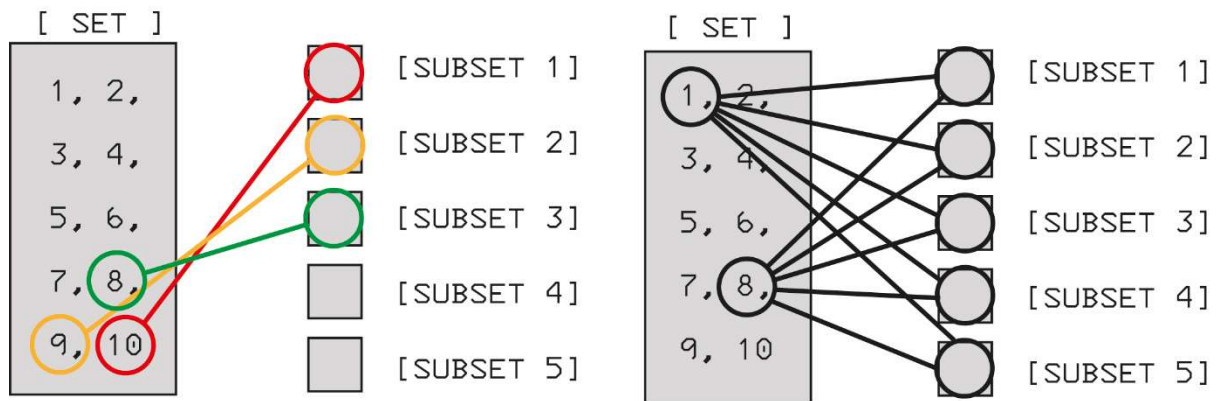 [ SET ]
1, 2,
3, 4,
5, 6,
7, 8,
9, 10
[SUBSET 1]
[SUBSET 2]
[SUBSET 3]
[SUBSET 4]
[SUBSET 5]
[ SET ]
1, 2,
3, 4,
5, 6,
7, 8,
9, 10
[SUBSET 1]
[SUBSET 2]
[SUBSET 3]
[SUBSET 4]
[SUBSET 5]